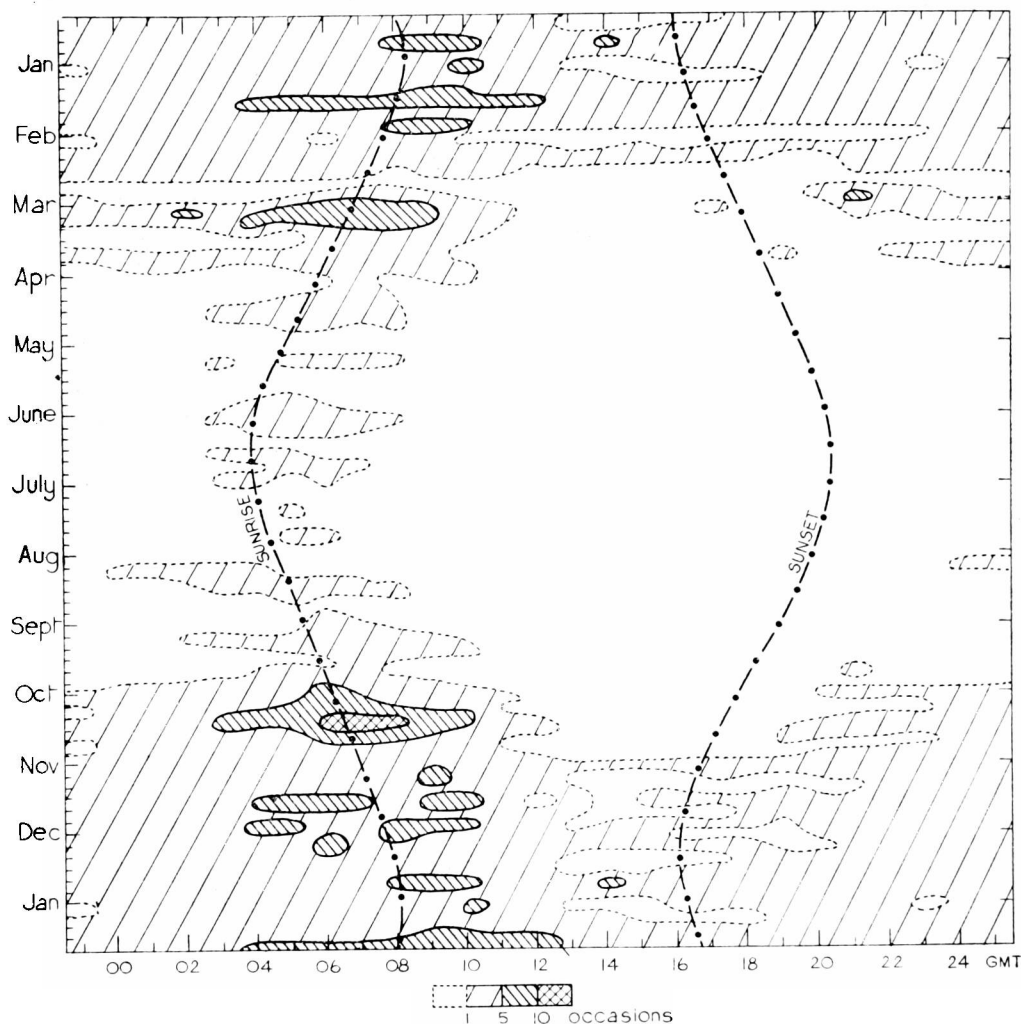 Jan
Feb
Mar
Apr
May
June
July
Aug
Sept
Oct
Nov
Dec
Jan
SUNRISE
SUNSET
00 02 04 06 08 10 12 14 16 18 20 22 24 GMT
1 5 10 occasions